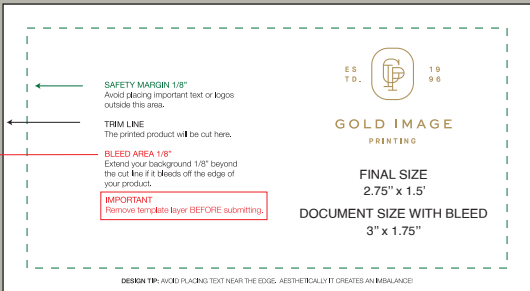 SAFETY MARGIN 1/8"
Avoid placing important text or logos
outside this area.
TRIM LINE
The printed product will be cut here.
BLEED AREA 1/8"
Extend your background 1/8" beyond
the cut line if it bleeds off the edge of
your product.
IMPORTANT
Remove template layer BEFORE submitting.
ES 19
TD. 96
GOLD IMAGE
PRINTING
FINAL SIZE
2.75" x 1.5'
DOCUMENT SIZE WITH BLEED
3" x 1.75"
DESIGN TIP: AVOID PLACING TEXT NEAR THE EDGE. AESTHETICALLY IT CREATES AN IMBALANCE!